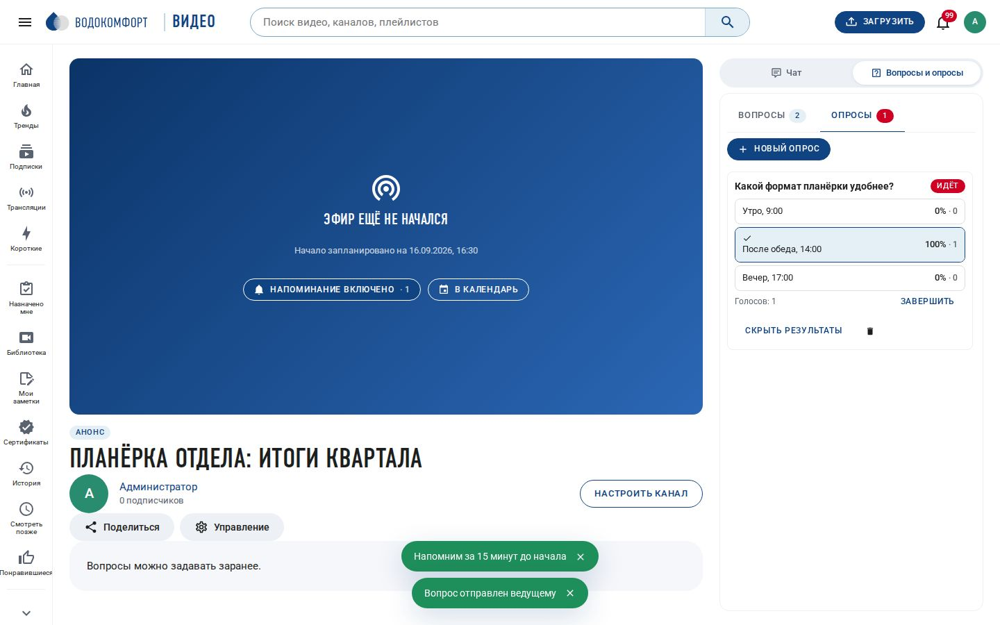 ВОДОКОМФОРТ
ВИДЕО
Поиск видео, каналов, плейлистов
ЗАГРУЗИТЬ
99
А
Главная
Тренды
Подписки
Трансляции
Короткие
Назначено
мне
Библиотека
Мои
заметки
Сертификаты
История
Смотреть
позже
Понравившиеся
ЭФИР ЕЩЁ НЕ НАЧАЛСЯ
Начало запланировано на 16.09.2026, 16:30
НАПОМИНАНИЕ ВКЛЮЧЕНО · 1
В КАЛЕНДАРЬ
АНОНС
ПЛАНЁРКА ОТДЕЛА: ИТОГИ КВАРТАЛА
А
Администратор
0 подписчиков
НАСТРОИТЬ КАНАЛ
Поделиться
Управление
Вопросы можно задавать заранее.
Напомним за 15 минут до начала
Вопрос отправлен ведущему
Чат
Вопросы и опросы
ВОПРОСЫ 2
ОПРОСЫ 1
НОВЫЙ ОПРОС
Какой формат планёрки удобнее?
ИДЁТ
Утро, 9:00
0% · 0
После обеда, 14:00
100% · 1
Вечер, 17:00
0% · 0
Голосов: 1
ЗАВЕРШИТЬ
СКРЫТЬ РЕЗУЛЬТАТЫ